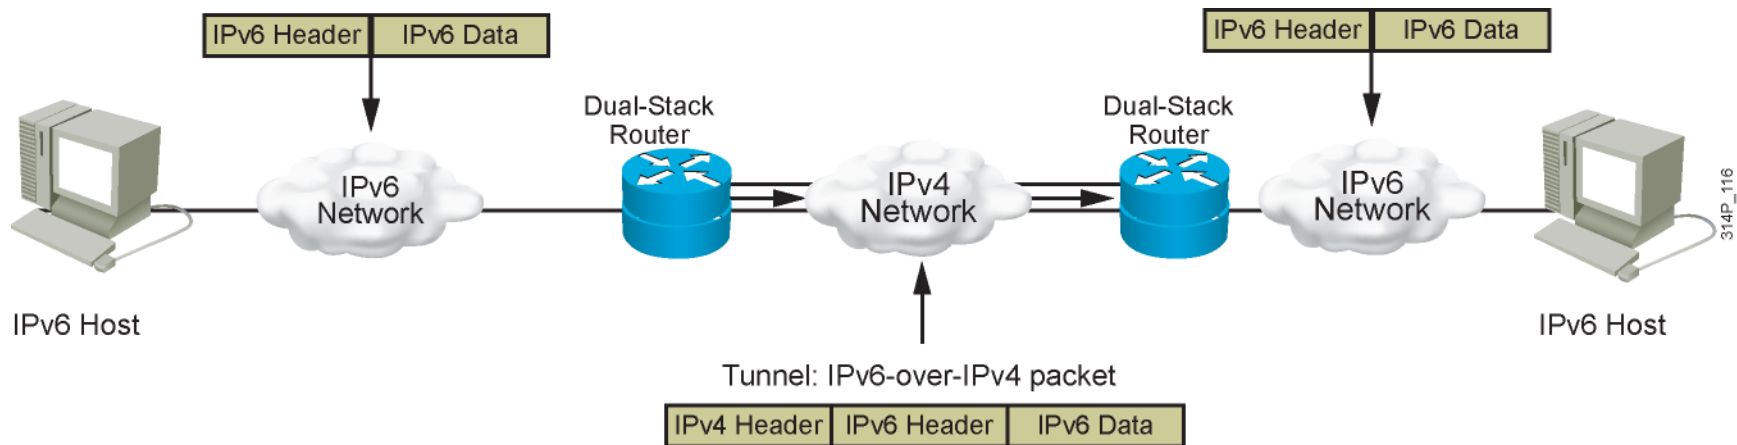 IPv6 Header IPv6 Data
IPv6 Header IPv6 Data
Dual-Stack
Router
Dual-Stack
Router
IPv6
Network
IPv4
Network
IPv6
Network
314P_116
IPv6 Host
IPv6 Host
Tunnel: IPv6-over-IPv4 packet
IPv4 Header IPv6 Header IPv6 Data